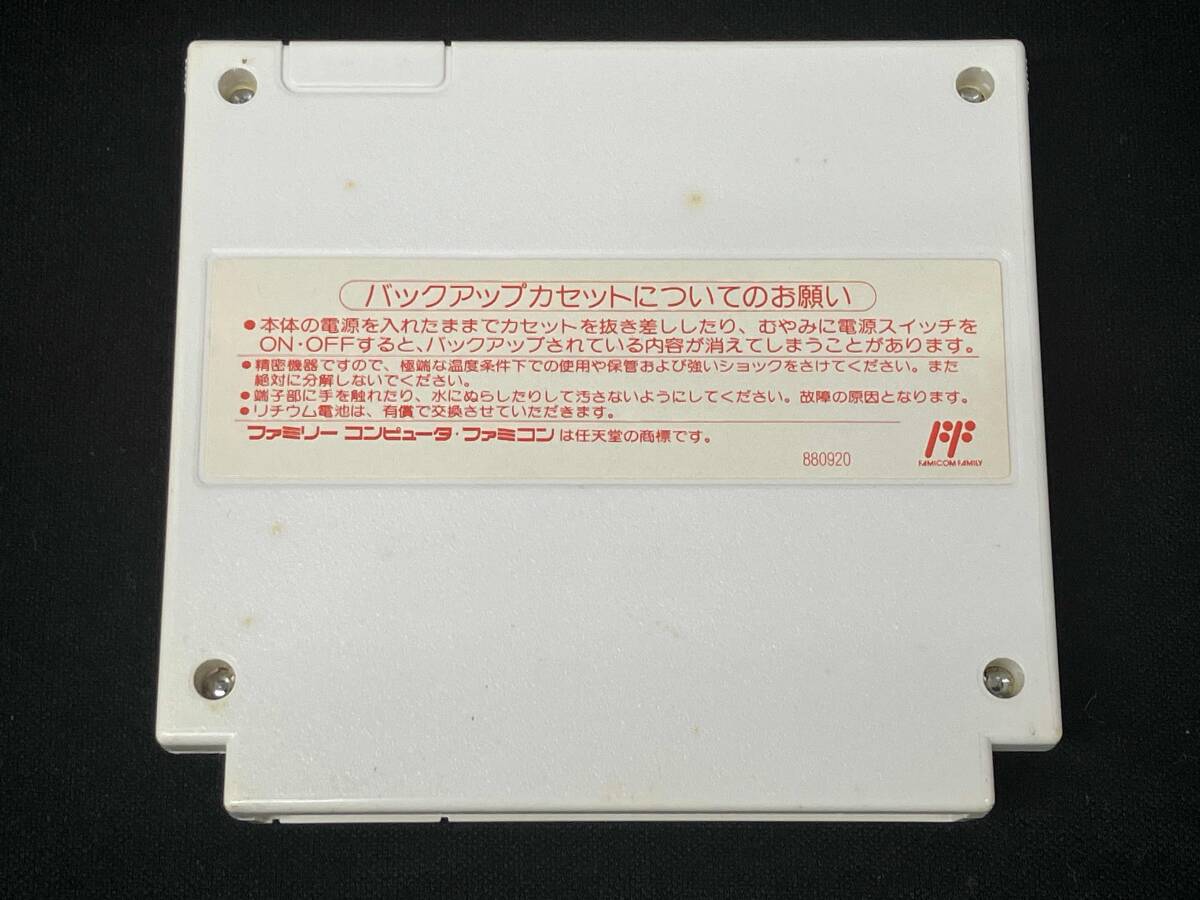 バックアップカセットについてのお願い
●本体の電源を入れたままでカセットを抜き差ししたり、むやみに電源スイッチを
ON・OFFすると、バックアップされている内容が消えてしまうことがあります。
●精密機器ですので、極端な温度条件下での使用や保管および強いショックをさけてください。また
絶対に分解しないでください。
●端子部に手を触れたり、水にぬらしたりして汚さないようにしてください。故障の原因となります。
●リチウム電池は、有償で交換させていただきます。
ファミリー コンピュータ・ファミコン は任天堂の商標です。
880920
FAMICOM FAMILY